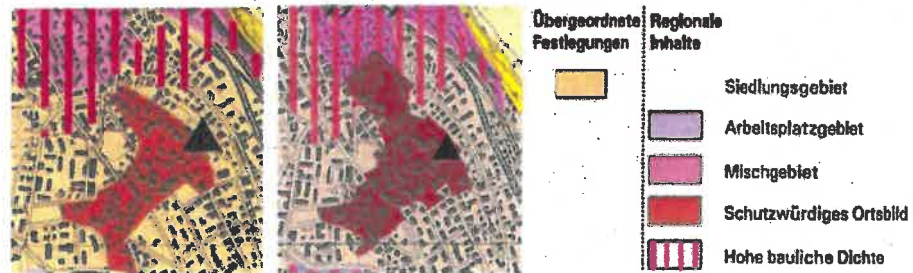 Übergeordnete Festlegungen
Regionale Inhalte
Siedlungsgebiet
Arbeitsplatzgebiet
Mischgebiet
Schutzwürdiges Ortsbild
Hohe bauliche Dichte